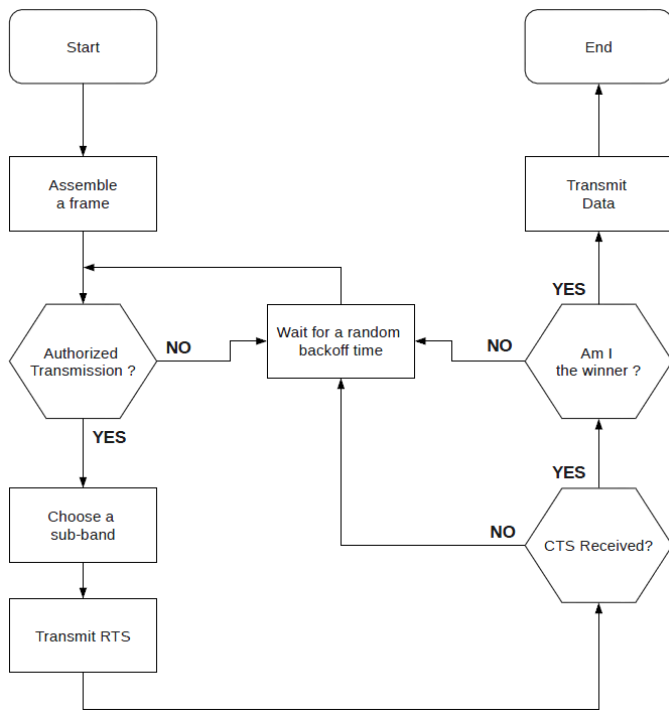 Start
Assemble
a frame
Authorized
Transmission ?
NO
YES
Choose a
sub-band
Transmit RTS
Wait for a random
backoff time
CTS Received?
NO
YES
Am I
the winner ?
NO
YES
Transmit
Data
End